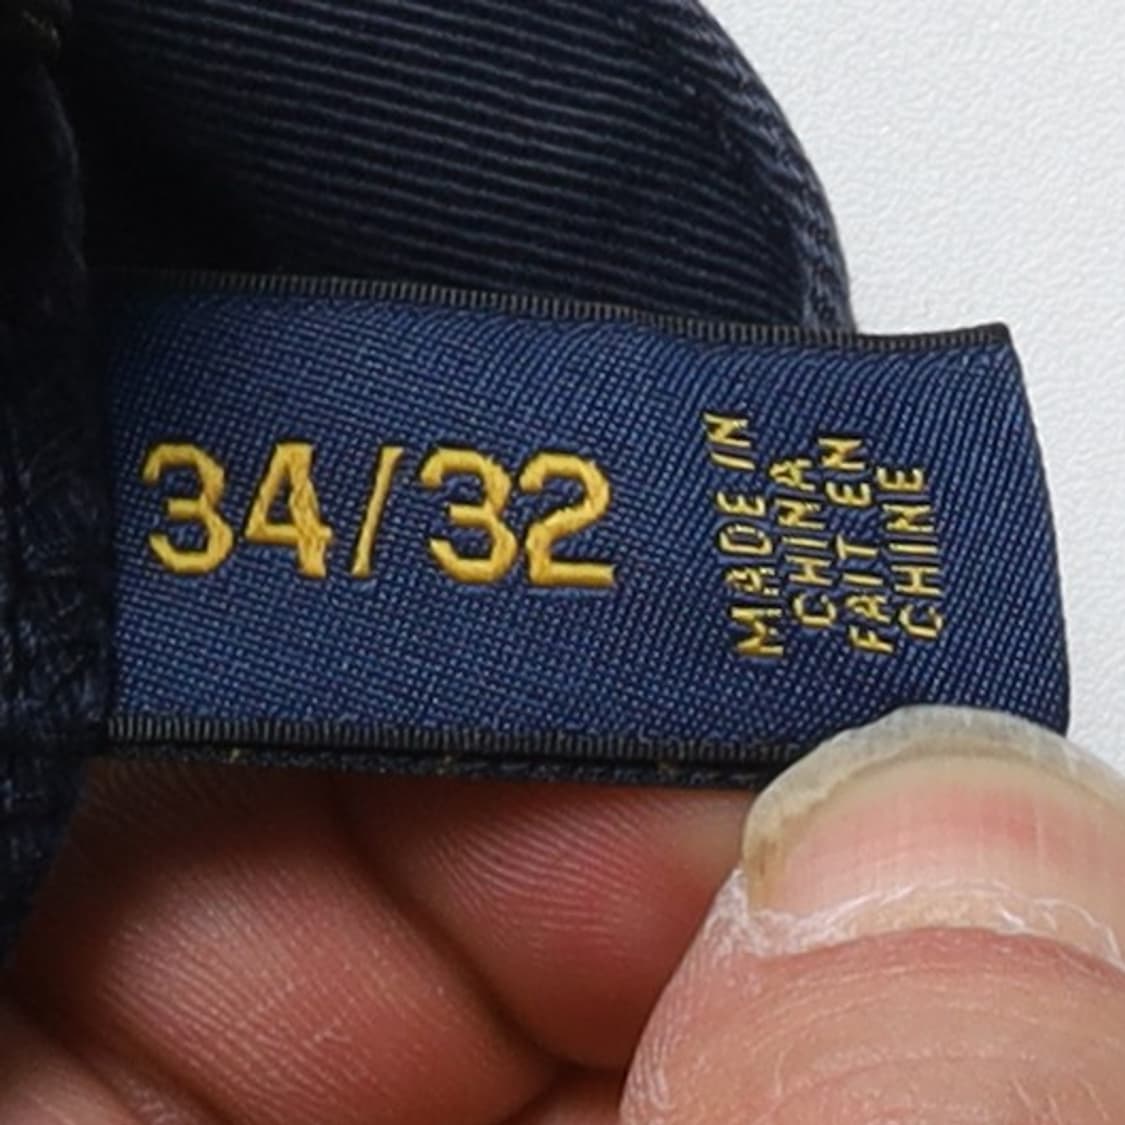 34/32
MADE IN
CHINA
FAIT EN
CHINE